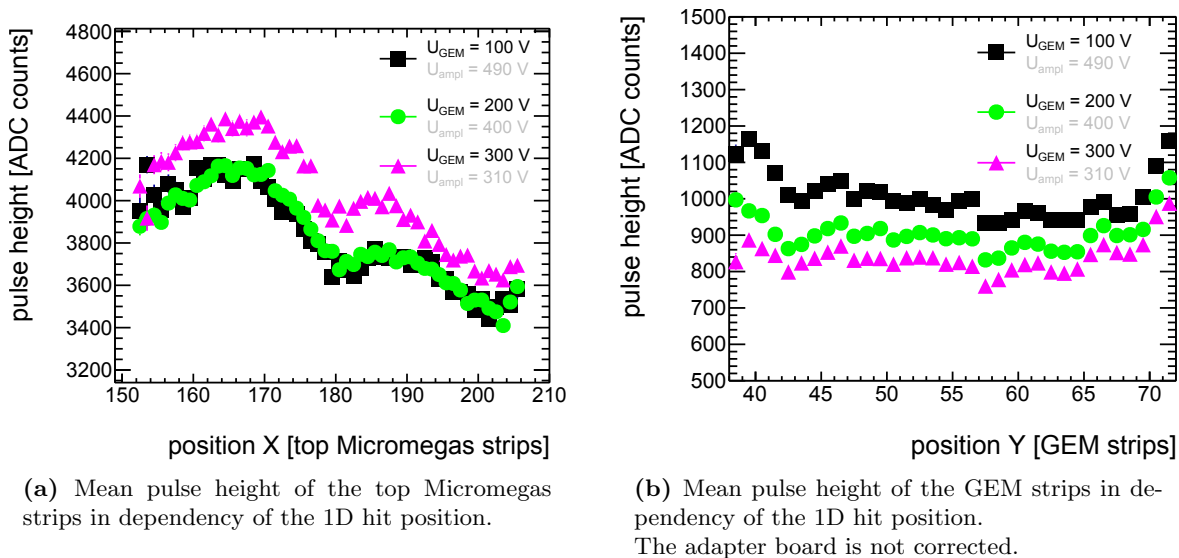 pulse height [ADC counts]
4800
4600
4400
4200
4000
3800
3600
3400
3200
150 160 170 180 190 200 210
position X [top Micromegas strips]
U_GEM = 100 V
U_ampl = 490 V
U_GEM = 200 V
U_ampl = 400 V
U_GEM = 300 V
U_ampl = 310 V
(a) Mean pulse height of the top Micromegas
strips in dependency of the 1D hit position.
pulse height [ADC counts]
1500
1400
1300
1200
1100
1000
900
800
700
600
500
40 45 50 55 60 65 70
position Y [GEM strips]
U_GEM = 100 V
U_ampl = 490 V
U_GEM = 200 V
U_ampl = 400 V
U_GEM = 300 V
U_ampl = 310 V
(b) Mean pulse height of the GEM strips in de-
pendency of the 1D hit position.
The adapter board is not corrected.